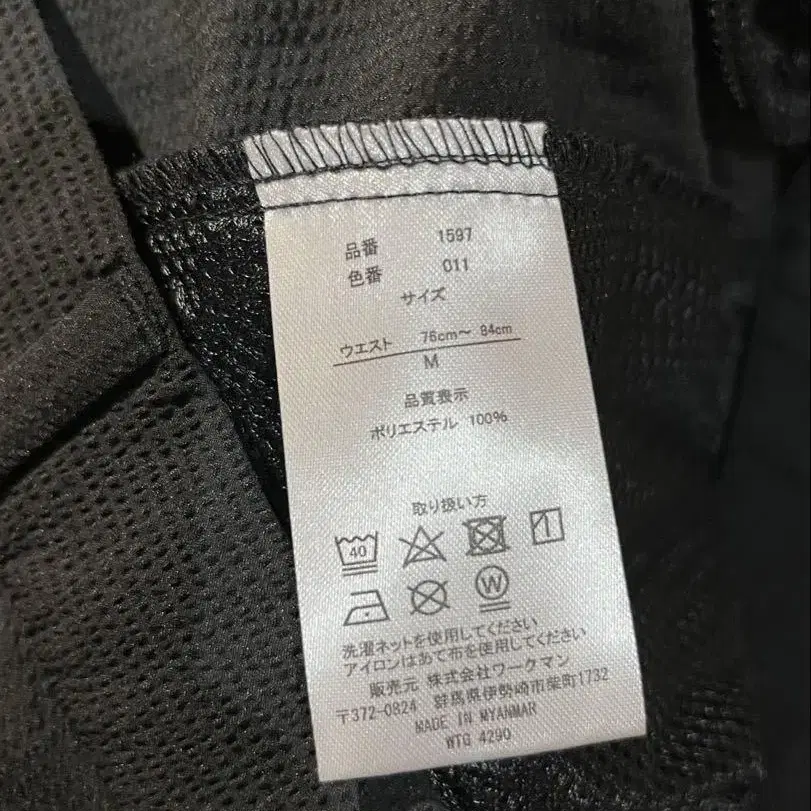 品番 1597
色番 011
サイズ
ウエスト 76cm～ 84cm
M
品質表示
ポリエステル 100%
取り扱い方
40
W
洗濯ネットを使用してください
アイロンはあて布を使用してください
販売元 株式会社ワークマン
〒372-0824 群馬県伊勢崎市柴町1732
MADE IN MYANMAR
WTG 4290